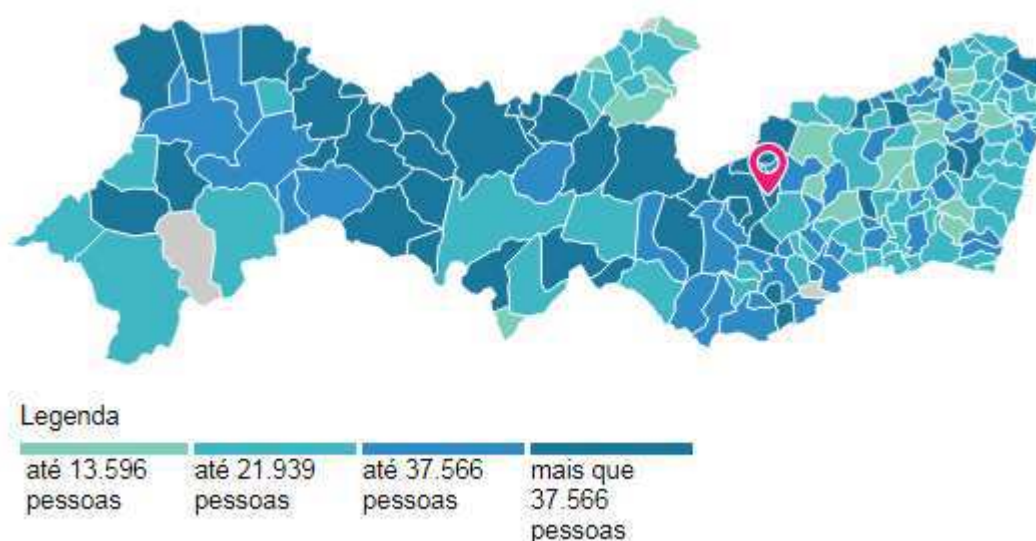 Legenda
até 13.596
pessoas
até 21.939
pessoas
até 37.566
pessoas
mais que
37.566
pessoas